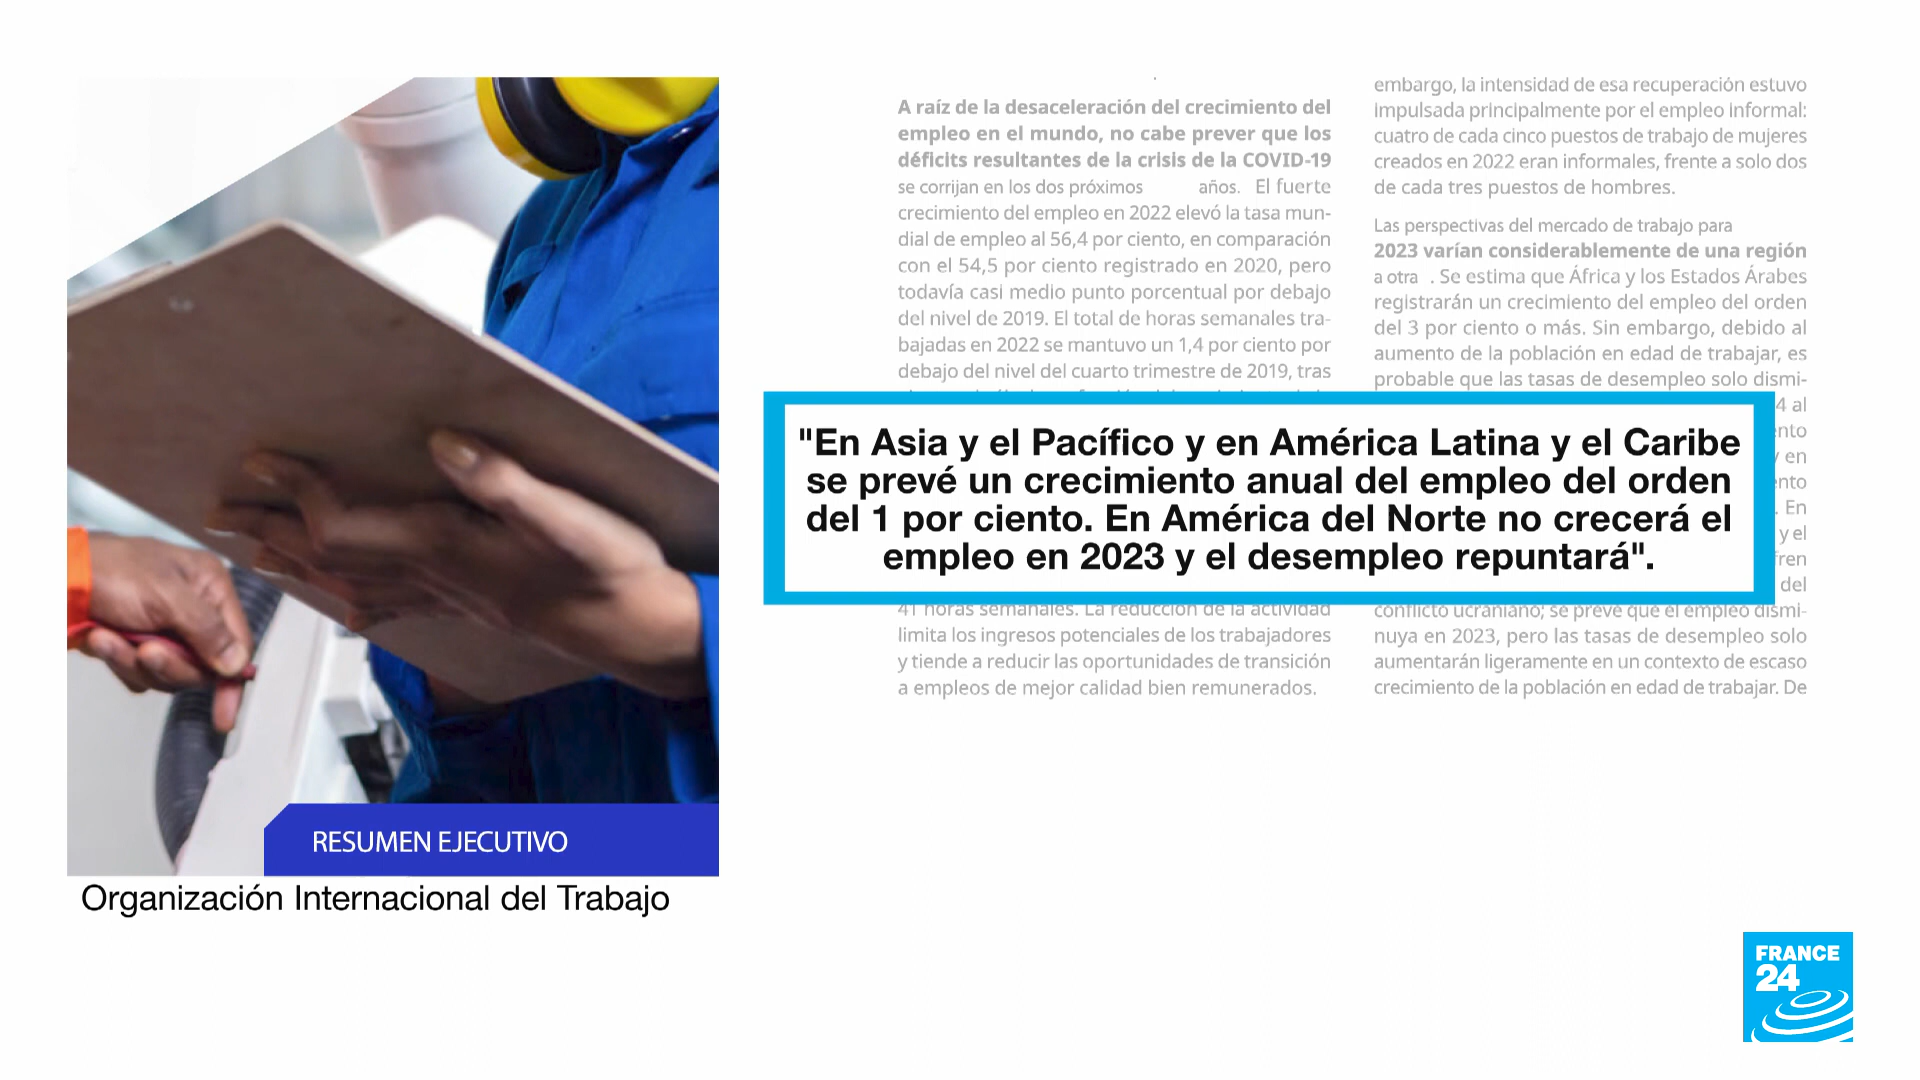 A raíz de la desaceleración del crecimiento del
empleo en el mundo, no cabe prever que los
déficits resultantes de la crisis de la COVID-19
se corrijan en los dos próximos años. El fuerte
crecimiento del empleo en 2022 elevó la tasa mun-
dial de empleo al 56,4 por ciento, en comparación
con el 54,5 por ciento registrado en 2020, pero
todavía casi medio punto porcentual por debajo
del nivel de 2019. El total de horas semanales tra-
bajadas en 2022 se mantuvo un 1,4 por ciento por
debajo del nivel del cuarto trimestre de 2019, tras
41 horas semanales. La reducción de la actividad
limita los ingresos potenciales de los trabajadores
y tiende a reducir las oportunidades de transición
a empleos de mejor calidad bien remunerados.
embargo, la intensidad de esa recuperación estuvo
impulsada principalmente por el empleo informal:
cuatro de cada cinco puestos de trabajo de mujeres
creados en 2022 eran informales, frente a solo dos
de cada tres puestos de hombres.
Las perspectivas del mercado de trabajo para
2023 varían considerablemente de una región
a otra . Se estima que África y los Estados Árabes
registrarán un crecimiento del empleo del orden
del 3 por ciento o más. Sin embargo, debido al
aumento de la población en edad de trabajar, es
probable que las tasas de desempleo solo dismi-
4 al
y en
. En
y el
del
conflicto ucraniano; se prevé que el empleo dismi-
nuya en 2023, pero las tasas de desempleo solo
aumentarán ligeramente en un contexto de escaso
crecimiento de la población en edad de trabajar. De
"En Asia y el Pacífico y en América Latina y el Caribe
se prevé un crecimiento anual del empleo del orden
del 1 por ciento. En América del Norte no crecerá el
empleo en 2023 y el desempleo repuntará".
RESUMEN EJECUTIVO
Organización Internacional del Trabajo
FRANCE
24